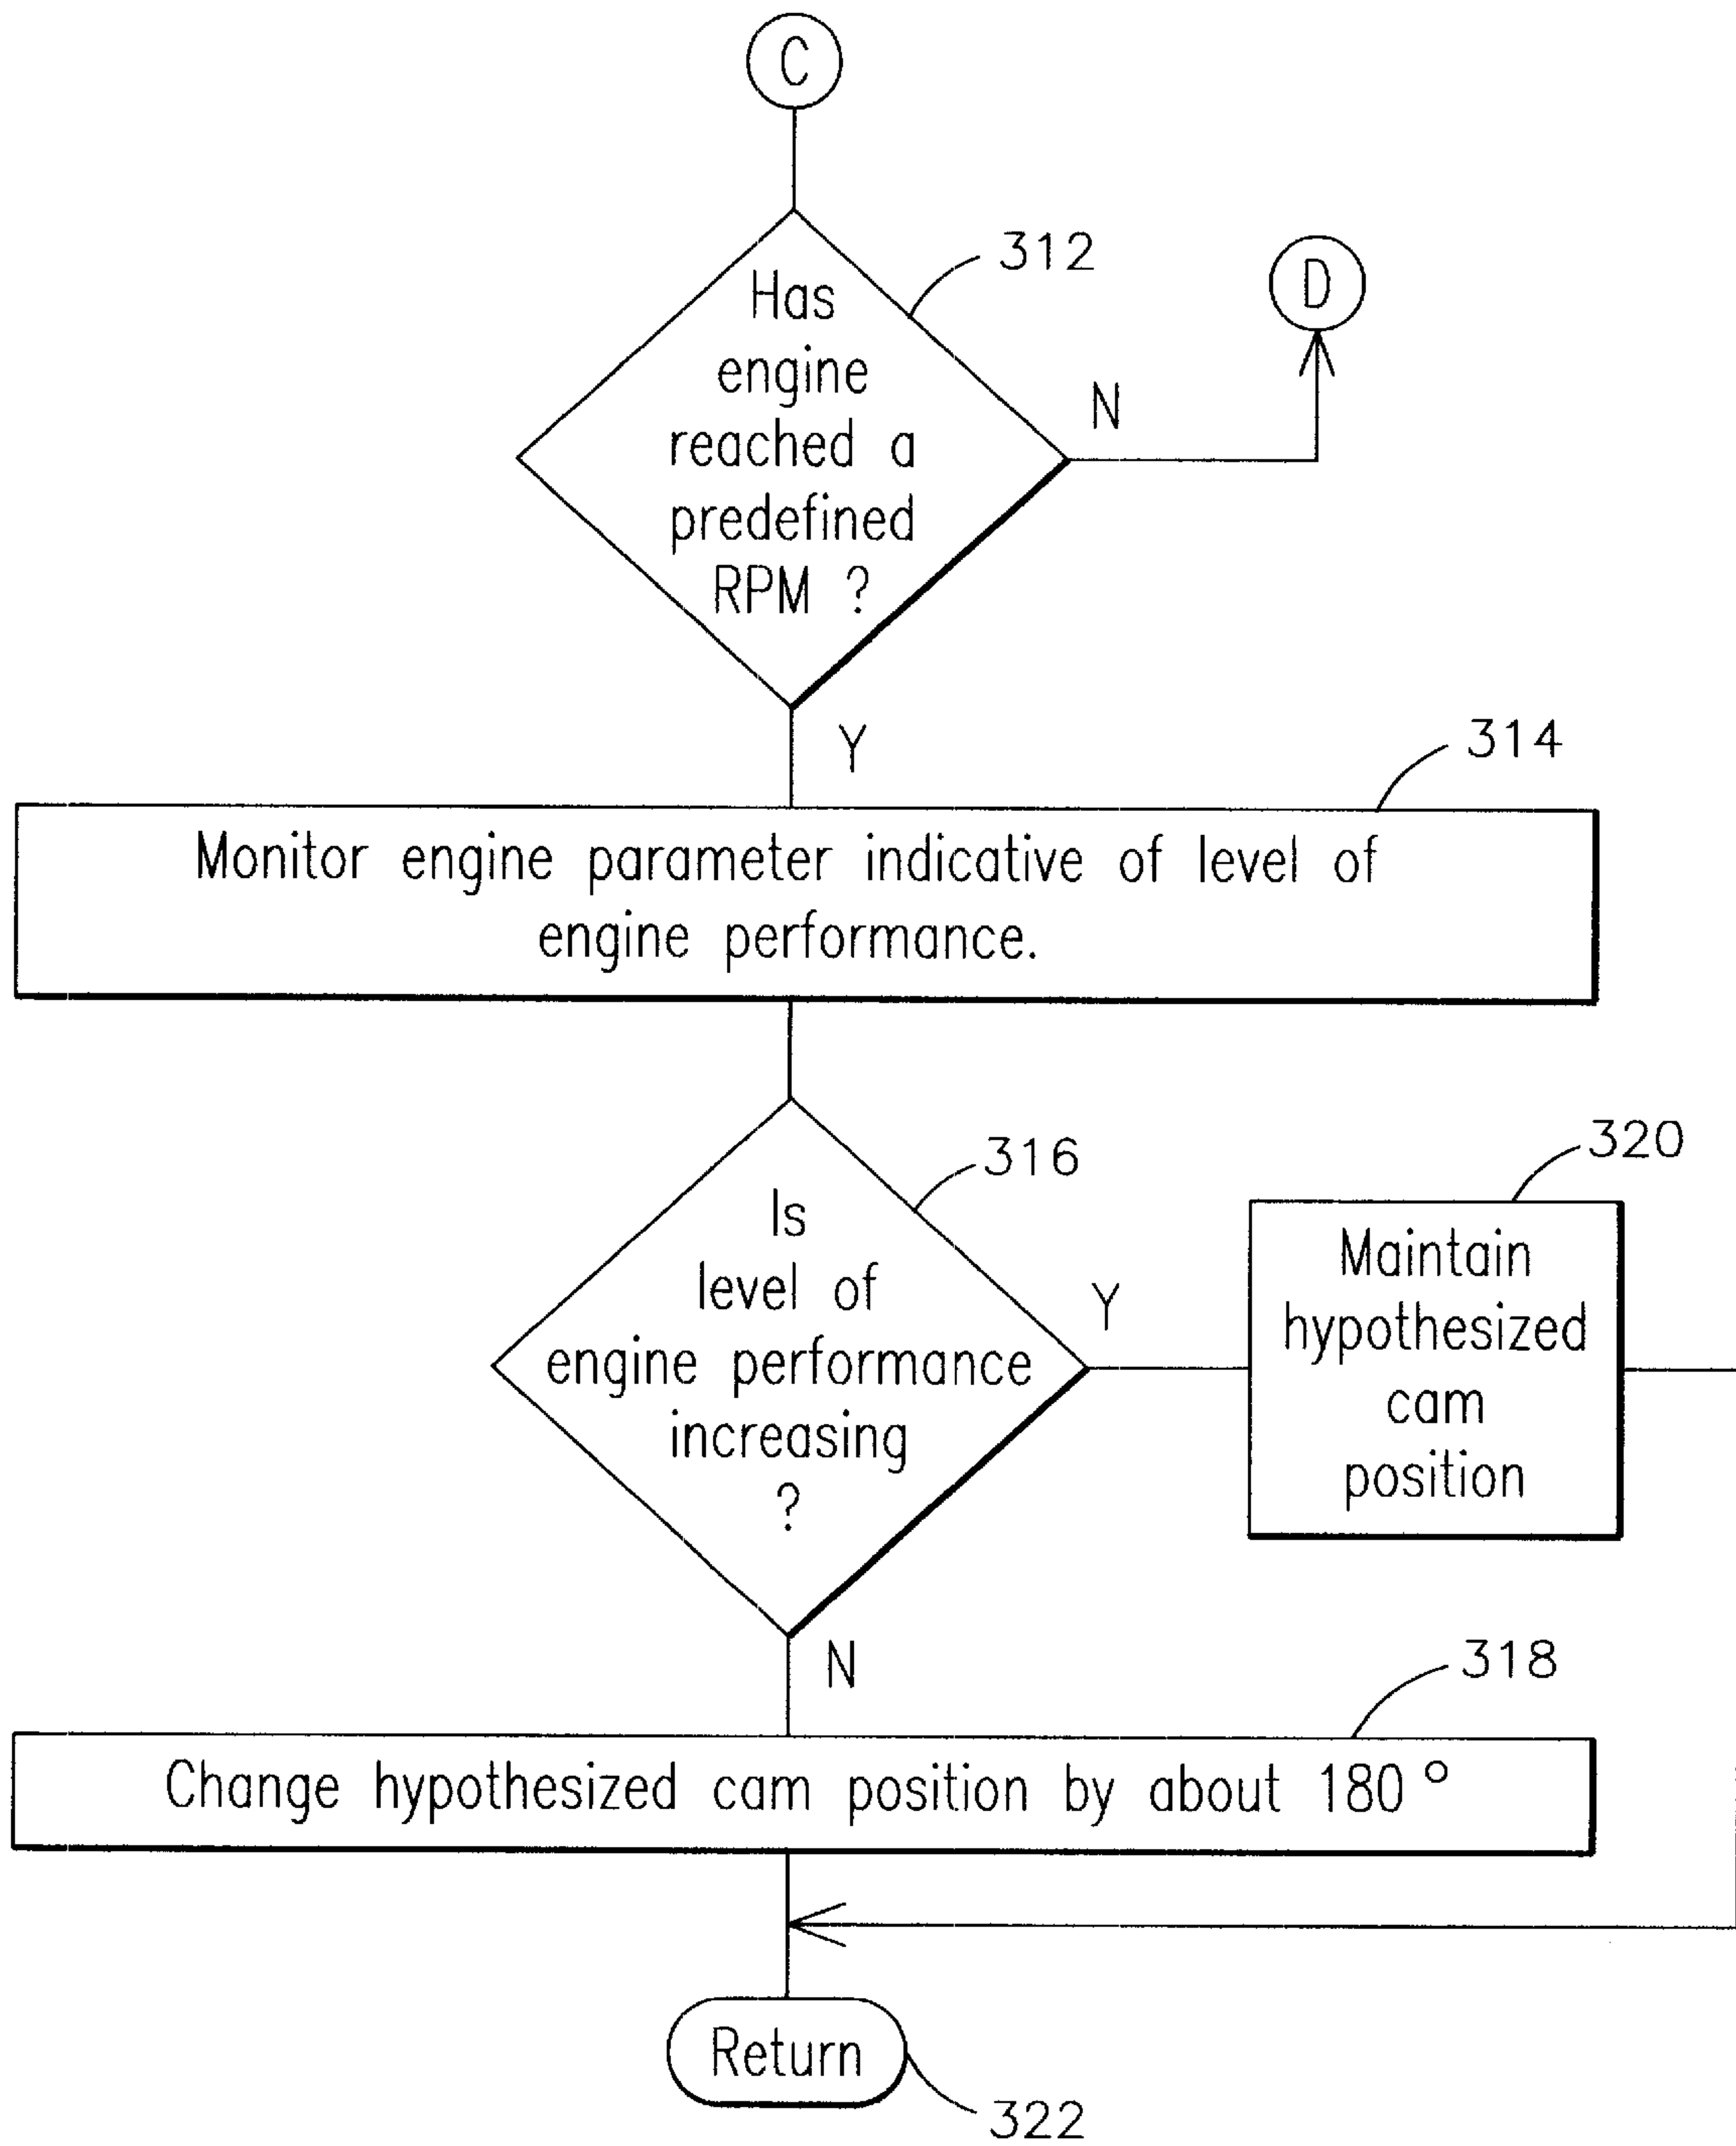 C
312
D
Has
engine
reached a
predefined
RPM ?
N
Y
314
Monitor engine parameter indicative of level of
engine performance.
316
320
Is
level of
engine performance
increasing
?
Y
Maintain
hypothesized
cam
position
N
318
Change hypothesized cam position by about 180°
Return
322